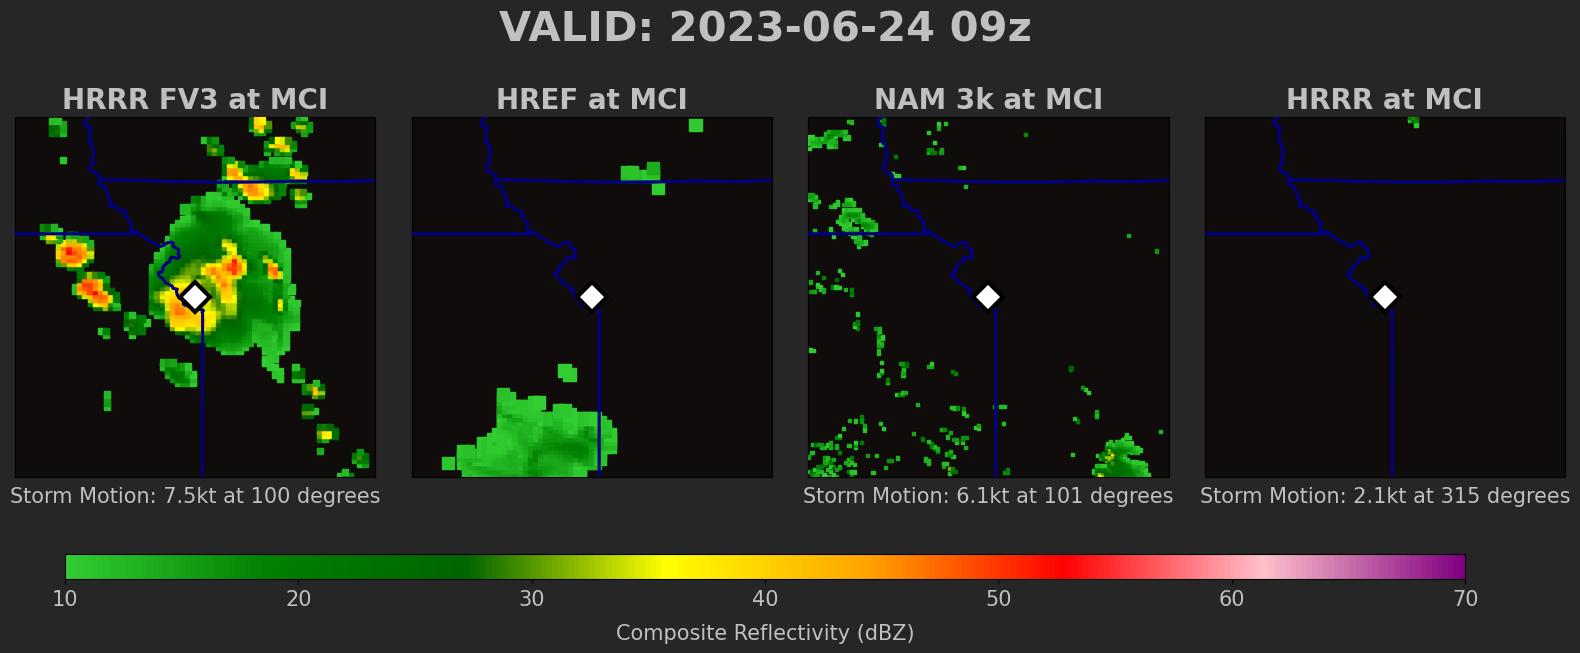 VALID: 2023-06-24 09z
HRRR FV3 at MCI
HREF at MCI
NAM 3k at MCI
HRRR at MCI
Storm Motion: 7.5kt at 100 degrees
Storm Motion: 6.1kt at 101 degrees
Storm Motion: 2.1kt at 315 degrees
10 20 30 40 50 60 70
Composite Reflectivity (dBZ)